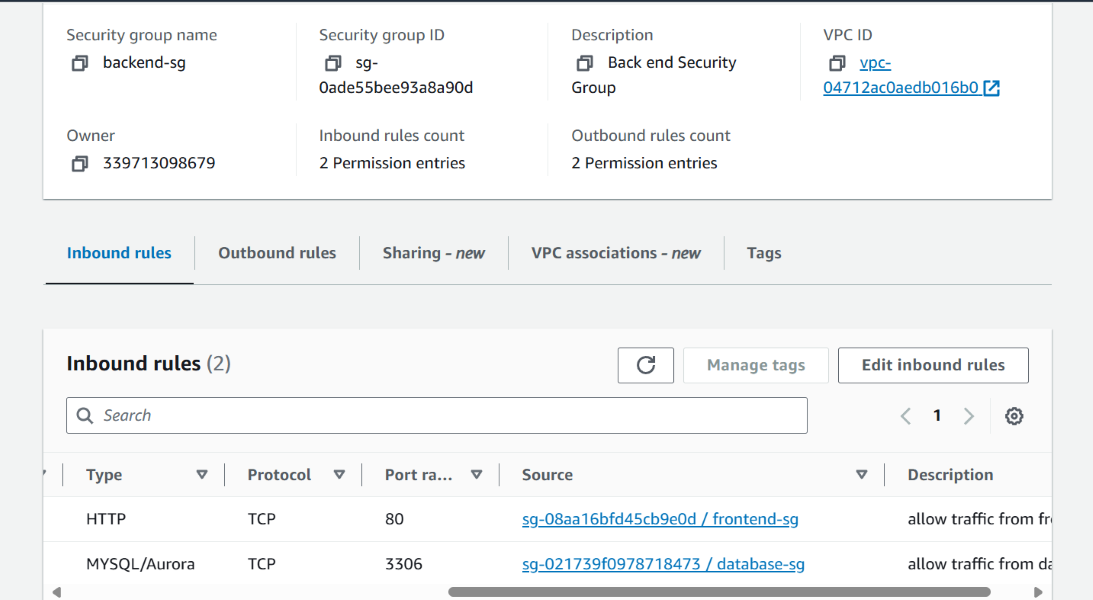 Security group name
backend-sg
Security group ID
sg-
0ade55bee93a8a90d
Description
Back end Security
Group
VPC ID
vpc-
04712ac0aedb016b0
Owner
339713098679
Inbound rules count
2 Permission entries
Outbound rules count
2 Permission entries
Inbound rules Outbound rules Sharing - new VPC associations - new Tags
Inbound rules (2)
Manage tags Edit inbound rules
Search
1
Type Protocol Port ra... Source Description
HTTP TCP 80 sg-08aa16bfd45cb9e0d / frontend-sg allow traffic from
MYSQL/Aurora TCP 3306 sg-021739f0978718473 / database-sg allow traffic from